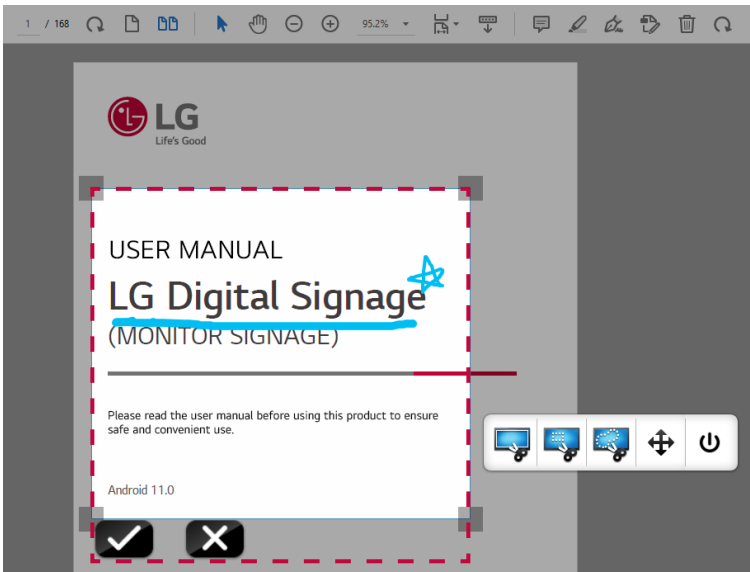 1 / 168 95.2%
LG
Life's Good
USER MANUAL
LG Digital Signage
(MONITOR SIGNAGE)
Please read the user manual before using this product to ensure
safe and convenient use.
Android 11.0